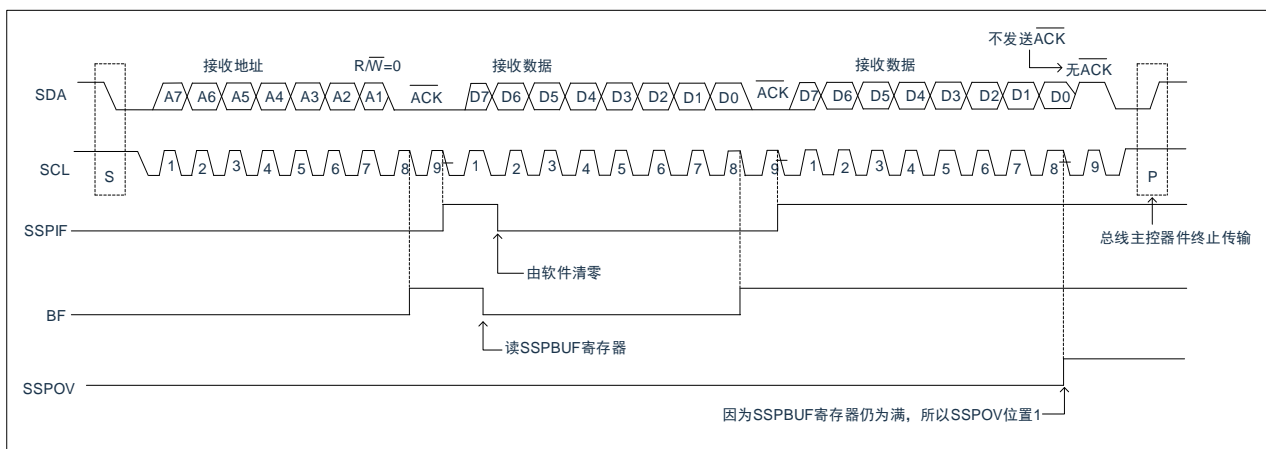 不发送ACK
接收地址 R/W=0 接收数据 接收数据 无ACK
SDA A7 A6 A5 A4 A3 A2 A1 ACK D7 D6 D5 D4 D3 D2 D1 D0 ACK D7 D6 D5 D4 D3 D2 D1 D0
SCL S 1 2 3 4 5 6 7 8 9 1 2 3 4 5 6 7 8 9 1 2 3 4 5 6 7 8 9 P
SSPIF
总线主控器件终止传输
由软件清零
BF
读SSPBUF寄存器
SSPOV
因为SSPBUF寄存器仍为满，所以SSPOV位置1